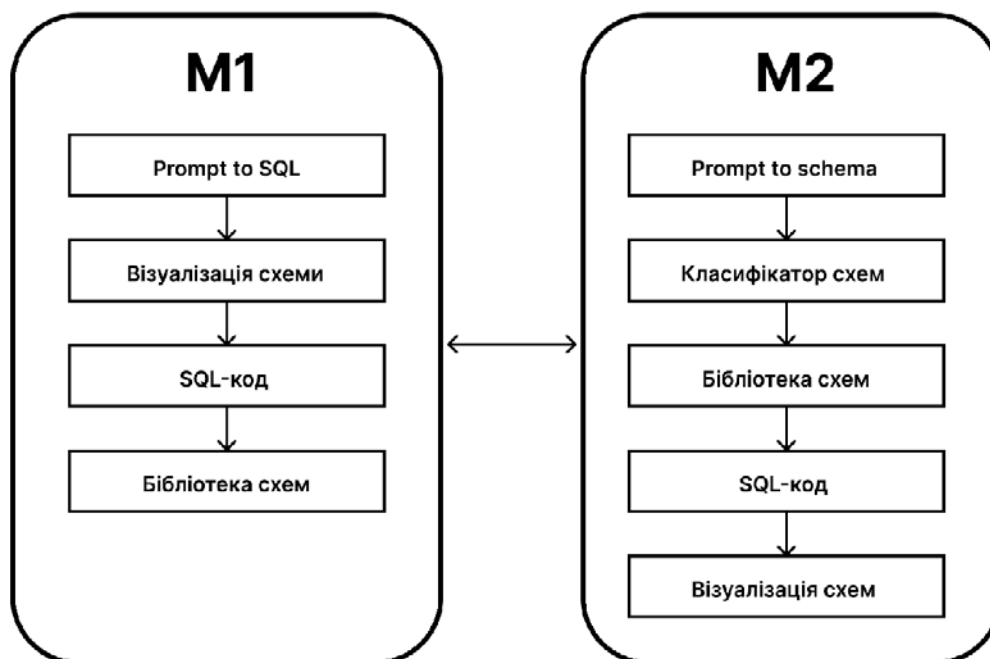 M1
Prompt to SQL
Візуалізація схеми
SQL-код
Бібліотека схем
M2
Prompt to schema
Класифікатор схем
Бібліотека схем
SQL-код
Візуалізація схем